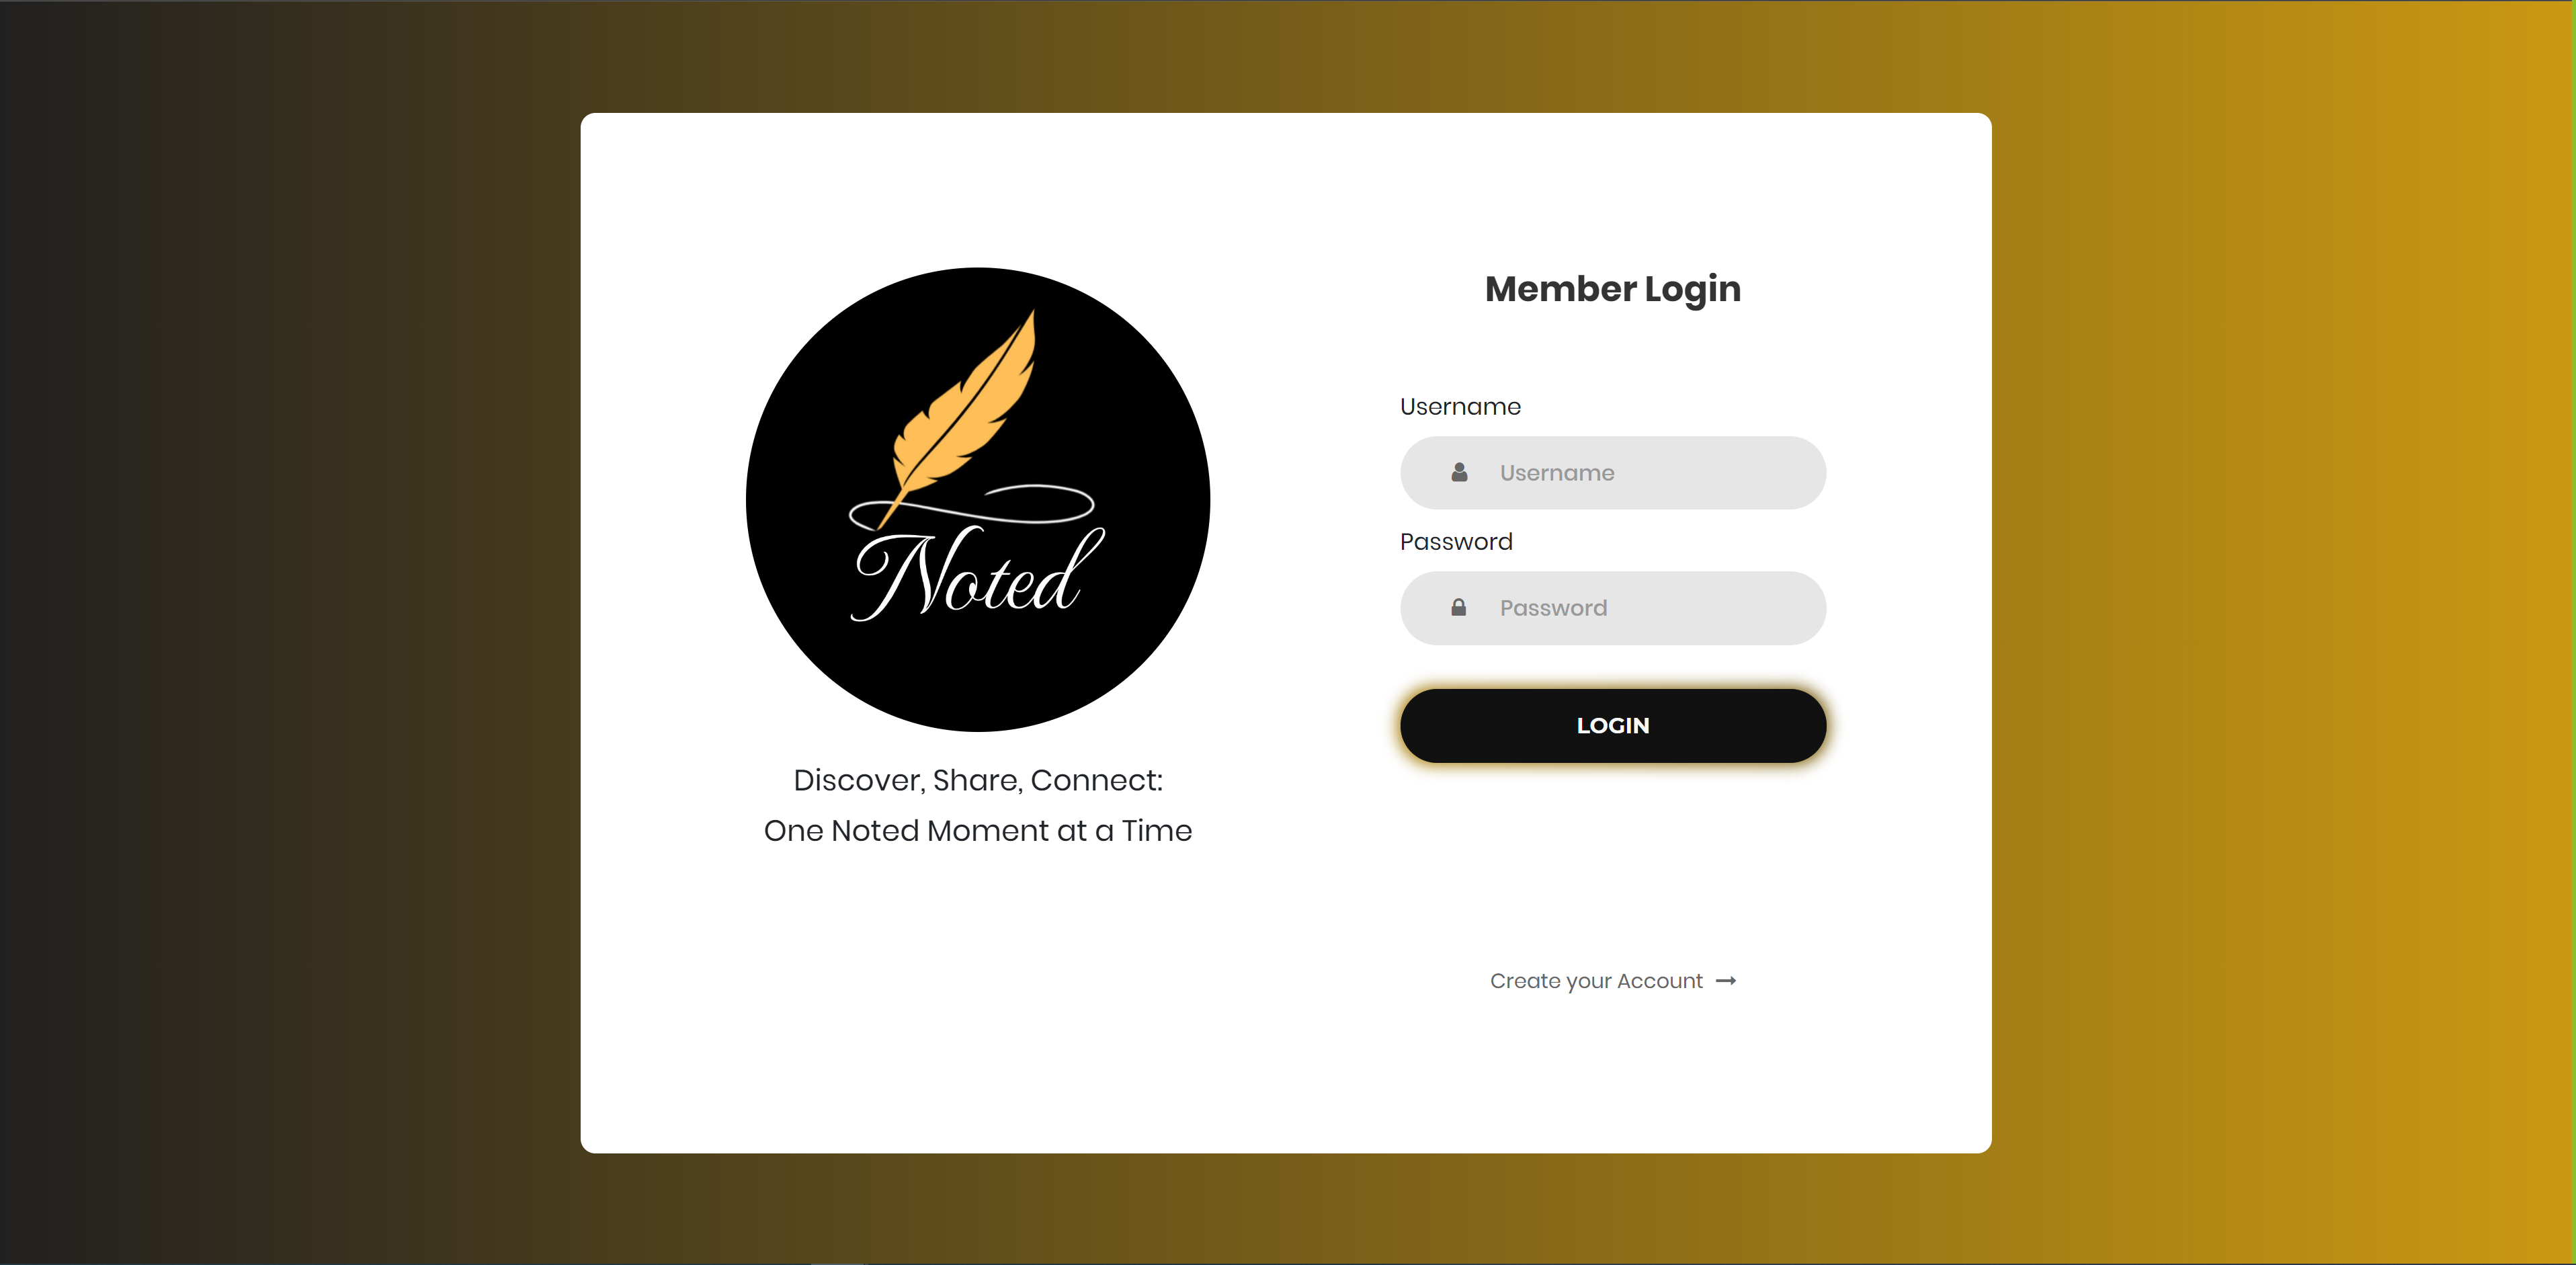 Noted
Discover, Share, Connect:
One Noted Moment at a Time
Member Login
Username
Username
Password
Password
LOGIN
Create your Account